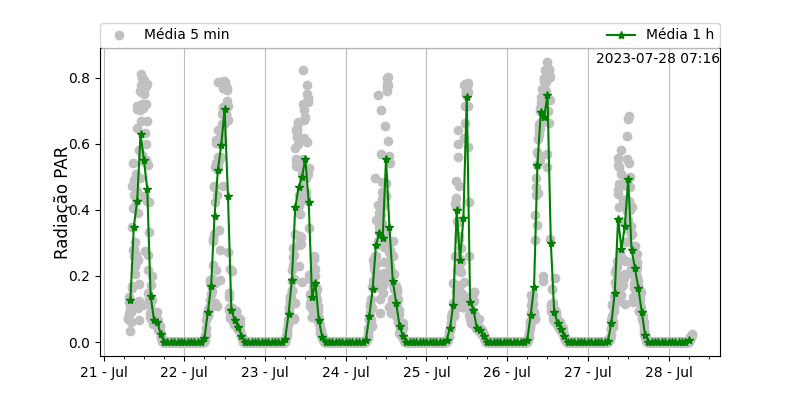 Média 5 min
Média 1 h
2023-07-28 07:16
Radiação PAR
0.8
0.6
0.4
0.2
0.0
21 - Jul
22 - Jul
23 - Jul
24 - Jul
25 - Jul
26 - Jul
27 - Jul
28 - Jul